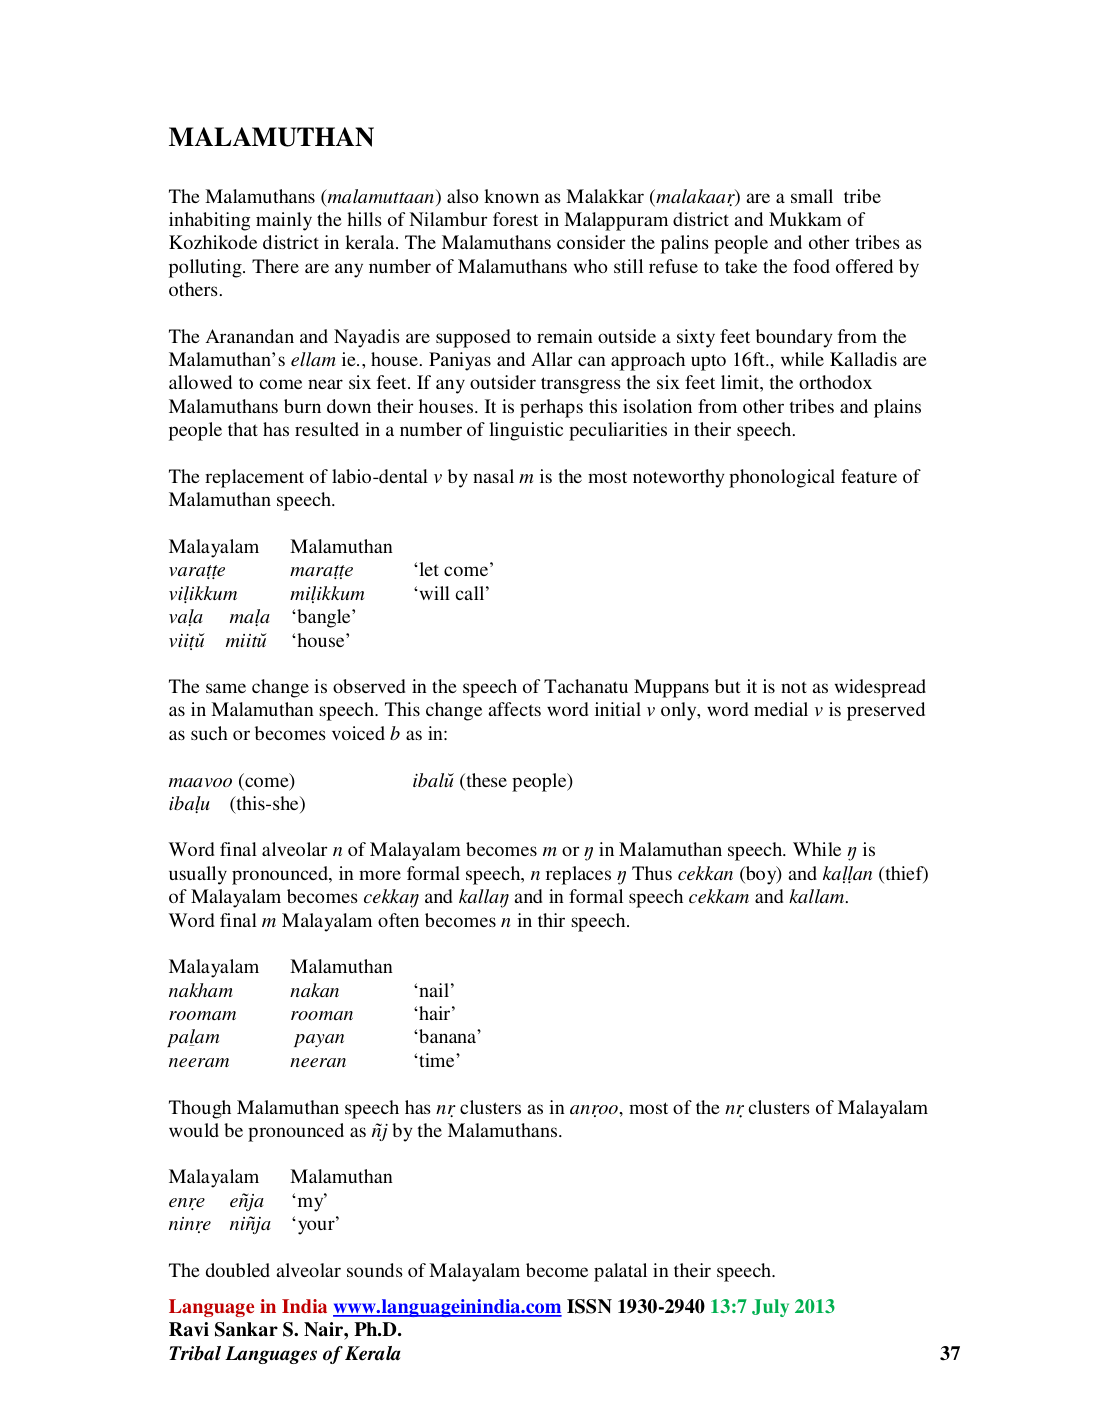 MALAMUTHAN
The Malamuthans (malamuttaan) also known as Malakkar (malakaaṛ) are a small  tribe
inhabiting mainly the hills of Nilambur forest in Malappuram district and Mukkam of
Kozhikode district in kerala. The Malamuthans consider the palins people and other tribes as
polluting. There are any number of Malamuthans who still refuse to take the food offered by
others.
The Aranandan and Nayadis are supposed to remain outside a sixty feet boundary from the
Malamuthan’s ellam ie., house. Paniyas and Allar can approach upto 16ft., while Kalladis are
allowed to come near six feet. If any outsider transgress the six feet limit, the orthodox
Malamuthans burn down their houses. It is perhaps this isolation from other tribes and plains
people that has resulted in a number of linguistic peculiarities in their speech.
The replacement of labio-dental v by nasal m is the most noteworthy phonological feature of
Malamuthan speech.
Malayalam Malamuthan
varaṭṭe maraṭṭe ‘let come’
viḷikkum miḷikkum ‘will call’
vaḷa maḷa ‘bangle’
viiṭŭ miitŭ ‘house’
The same change is observed in the speech of Tachanatu Muppans but it is not as widespread
as in Malamuthan speech. This change affects word initial v only, word medial v is preserved
as such or becomes voiced b as in:
maavoo (come) ibalŭ (these people)
ibaḷu (this-she)
Word final alveolar n of Malayalam becomes m or ŋ in Malamuthan speech. While ŋ is
usually pronounced, in more formal speech, n replaces ŋ Thus cekkan (boy) and kaḷḷan (thief)
of Malayalam becomes cekkaŋ and kallaŋ and in formal speech cekkam and kallam.
Word final m Malayalam often becomes n in thir speech.
Malayalam Malamuthan
nakham nakan ‘nail’
roomam rooman ‘hair’
paḻam payan ‘banana’
neeram neeran ‘time’
Though Malamuthan speech has nṛ clusters as in anṛoo, most of the nṛ clusters of Malayalam
would be pronounced as ñj by the Malamuthans.
Malayalam Malamuthan
enṛe eñja ‘my’
ninṛe niñja ‘your’
The doubled alveolar sounds of Malayalam become palatal in their speech.
Language in India www.languageinindia.com ISSN 1930-2940 13:7 July 2013
Ravi Sankar S. Nair, Ph.D.
Tribal Languages of Kerala 37